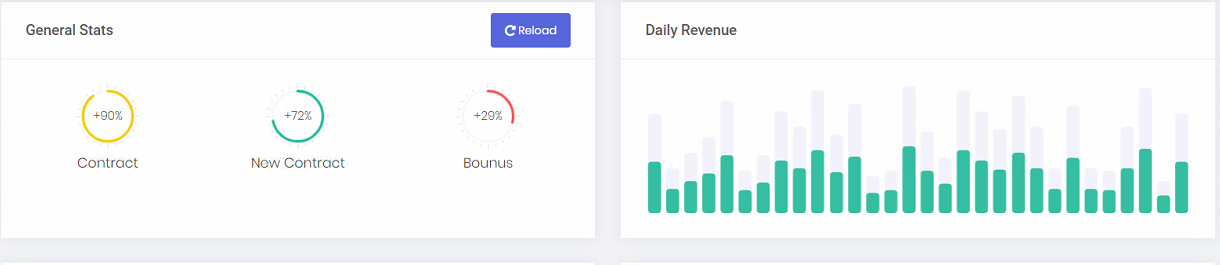 General Stats
Reload
+90%
Contract
+72%
New Contract
+29%
Bounus
Daily Revenue